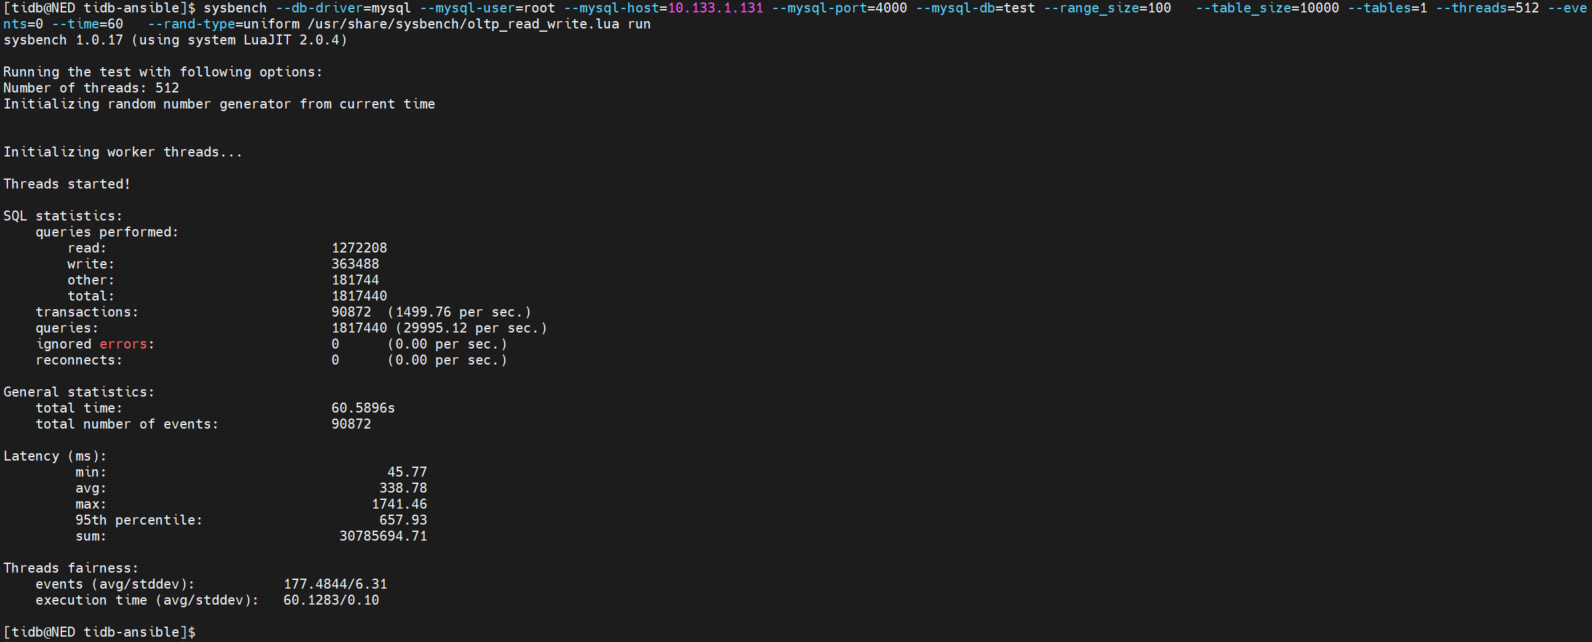 [tidb@NED tidb-ansible]$ sysbench --db-driver=mysql --mysql-user=root --mysql-host=10.133.1.131 --mysql-port=4000 --mysql-db=test --range_size=100   --table_size=10000 --tables=1 --threads=512 --eve
nts=0 --time=60   --rand-type=uniform /usr/share/sysbench/oltp_read_write.lua run
sysbench 1.0.17 (using system LuaJIT 2.0.4)
Running the test with following options:
Number of threads: 512
Initializing random number generator from current time
Initializing worker threads...
Threads started!
SQL statistics:
queries performed:
read: 1272208
write: 363488
other: 181744
total: 1817440
transactions: 90872 (1499.76 per sec.)
queries: 1817440 (29995.12 per sec.)
ignored errors: 0 (0.00 per sec.)
reconnects: 0 (0.00 per sec.)
General statistics:
total time: 60.5896s
total number of events: 90872
Latency (ms):
min: 45.77
avg: 338.78
max: 1741.46
95th percentile: 657.93
sum: 30785694.71
Threads fairness:
events (avg/stddev): 177.4844/6.31
execution time (avg/stddev): 60.1283/0.10
[tidb@NED tidb-ansible]$